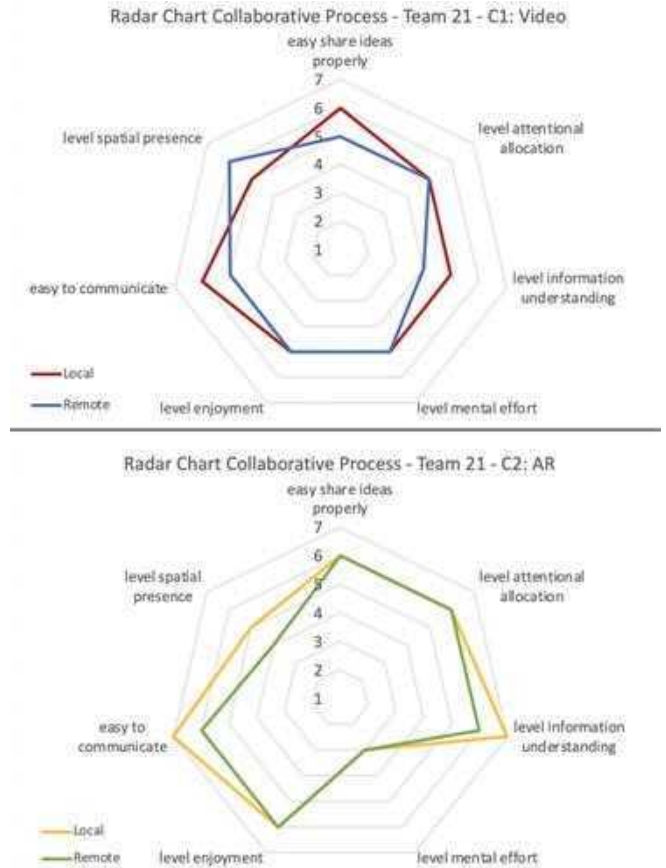 Radar Chart Collaborative Process - Team 21 - C1: Video
easy share ideas
properly
7
level attentional
allocation
6
level spatial presence
5
4
3
2
1
level information
understanding
easy to communicate
Local
Remote
level enjoyment
level mental effort
Radar Chart Collaborative Process - Team 21 - C2: AR
easy share ideas
properly
7
6
level spatial
presence
level attentional
allocation
5
4
3
2
1
easy to
communicate
level information
understanding
Local
Remote
level enjoyment
level mental effort